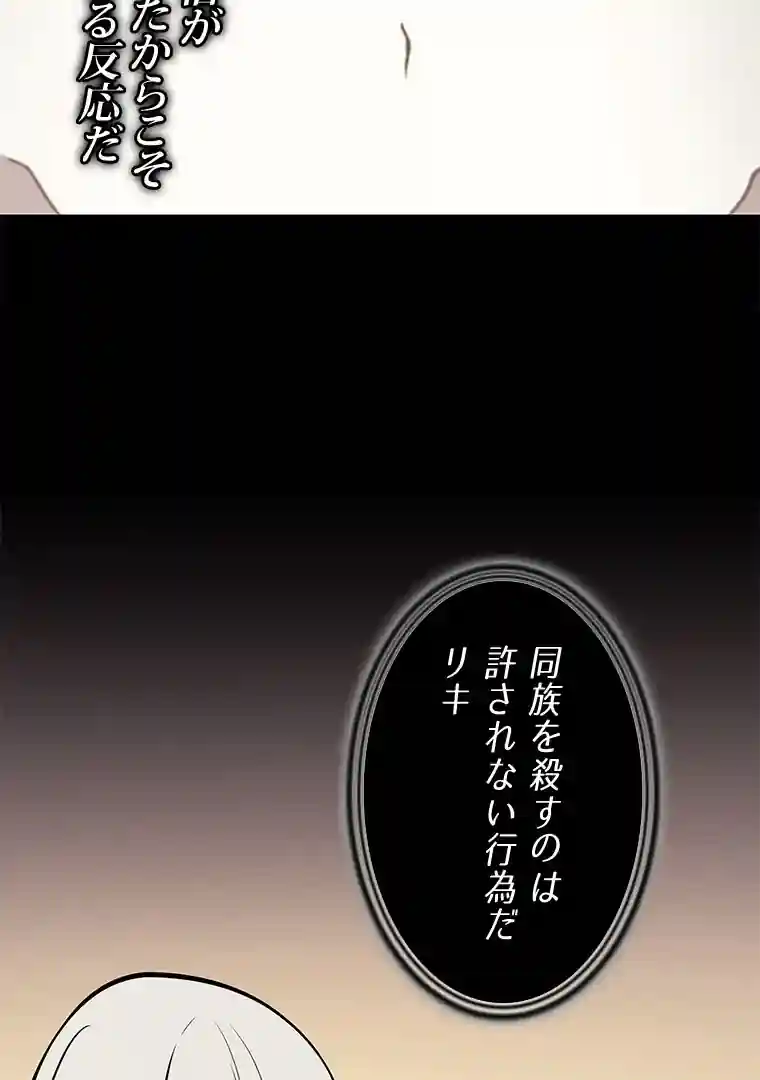 が
たからこそ
る反応だ
同族を殺すのは
許されない行為だ
リキ